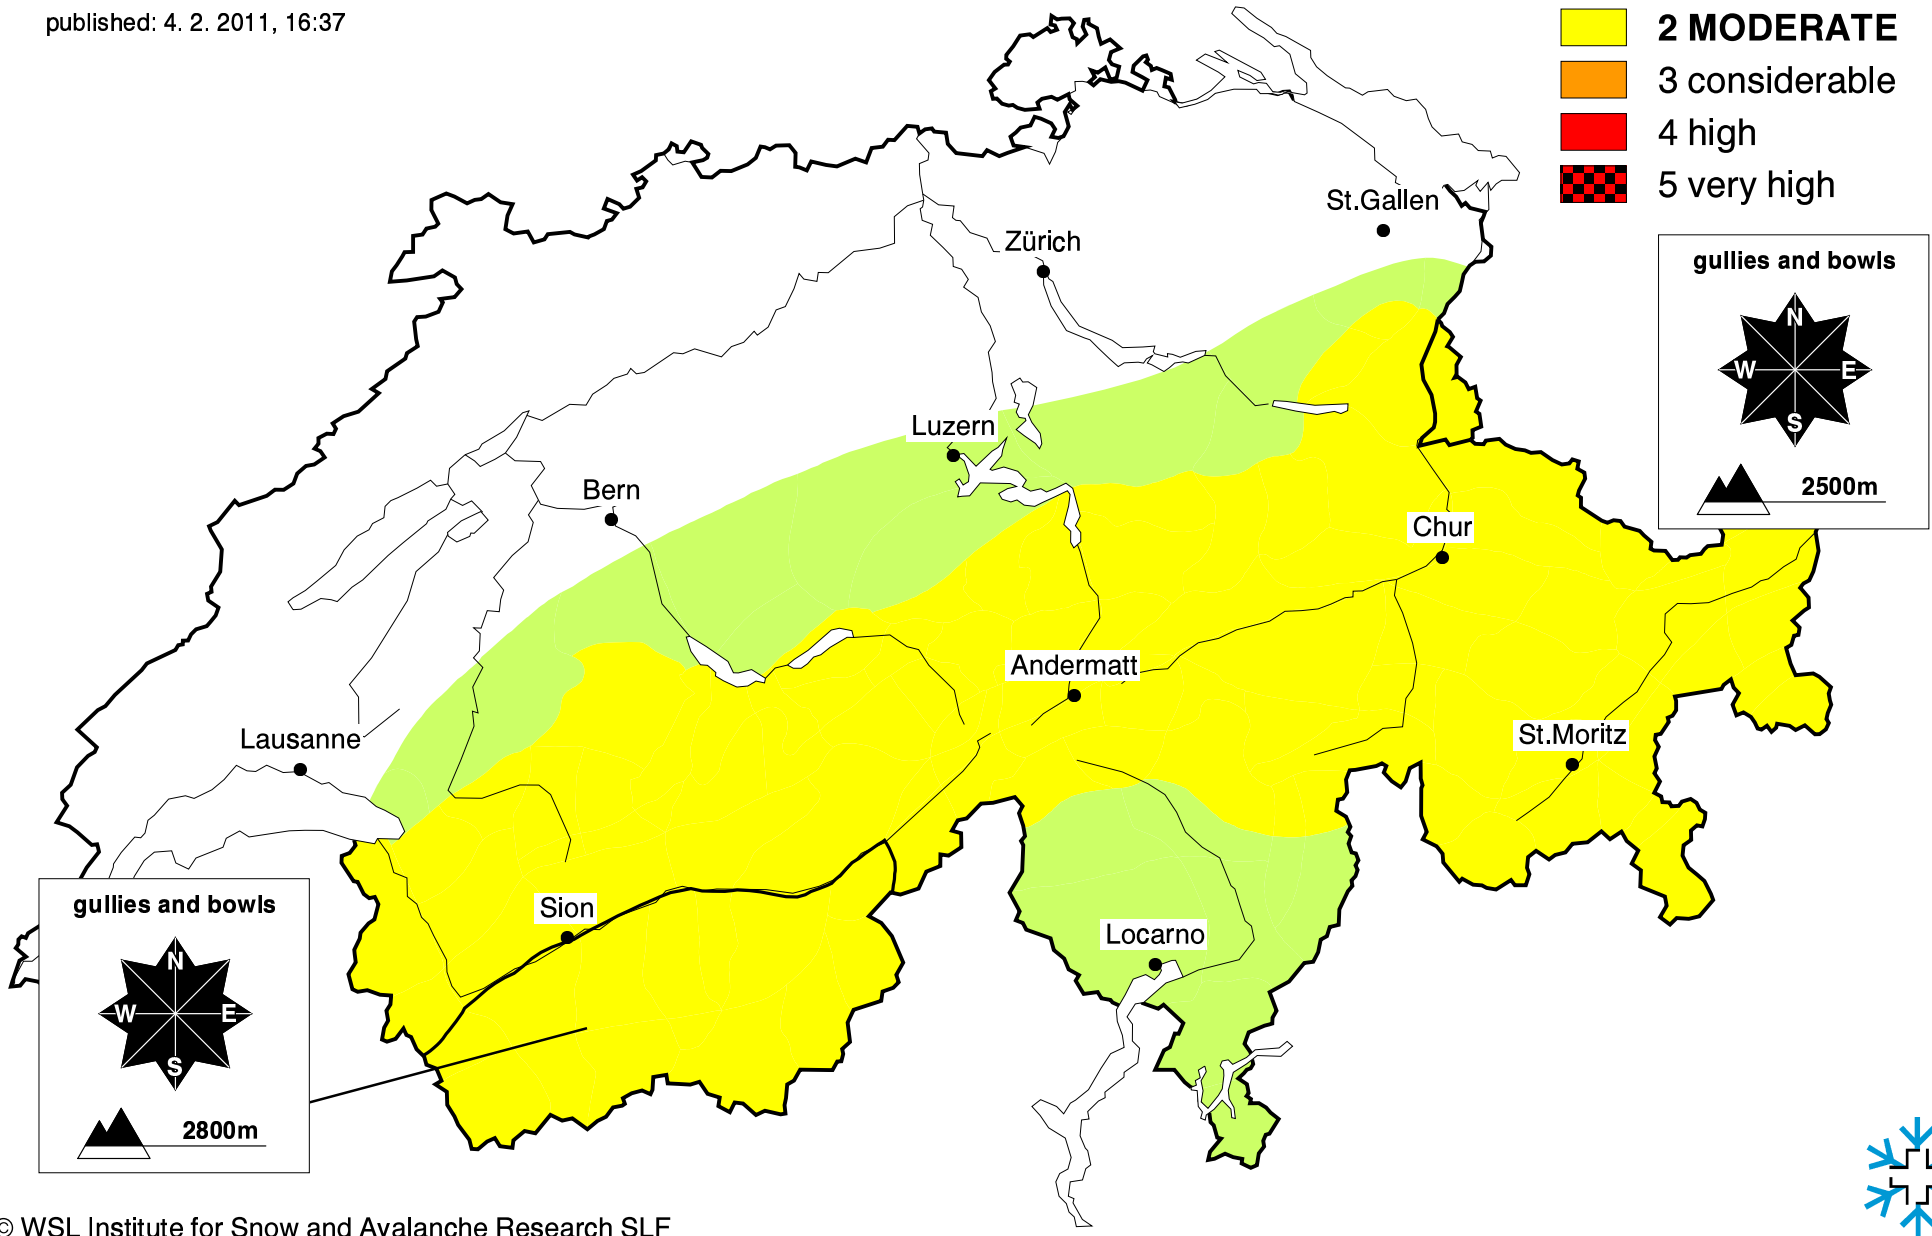 published: 4. 2. 2011, 16:37
2 MODERATE
3 considerable
4 high
5 very high
St.Gallen
Zürich
gullies and bowls
N
W E
S
2500m
Luzern
Bern
Chur
Andermatt
St.Moritz
Lausanne
Sion
Locarno
gullies and bowls
N
W E
S
2800m
© WSL Institute for Snow and Avalanche Research SLF